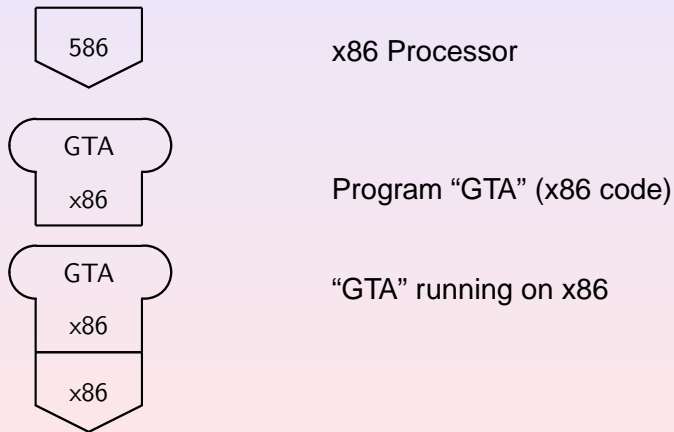 586
x86 Processor
GTA
x86
Program “GTA” (x86 code)
GTA
x86
x86
“GTA” running on x86